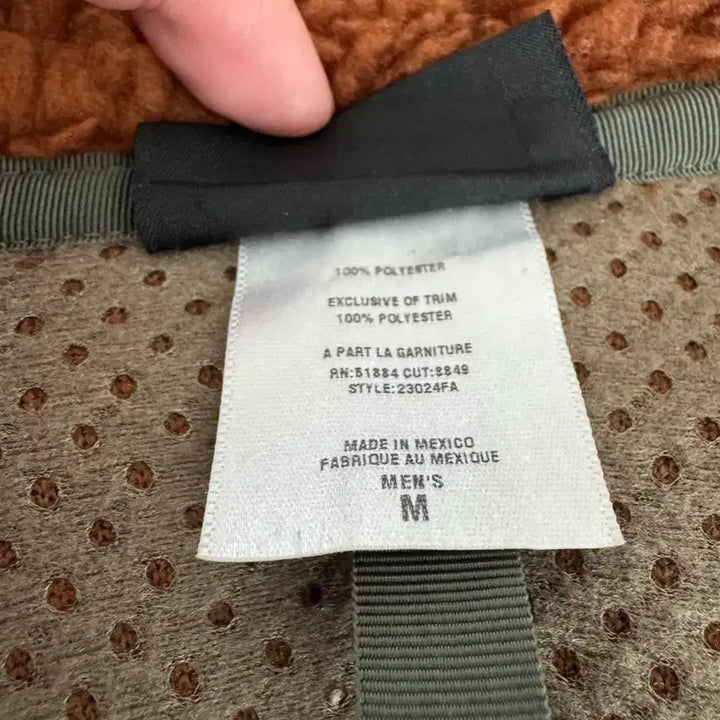 100% POLYESTER
EXCLUSIVE OF TRIM
100% POLYESTER
A PART LA GARNITURE
RN:51884 CUT:8849
STYLE:23024FA
MADE IN MEXICO
FABRIQUE AU MEXIQUE
MEN'S
M